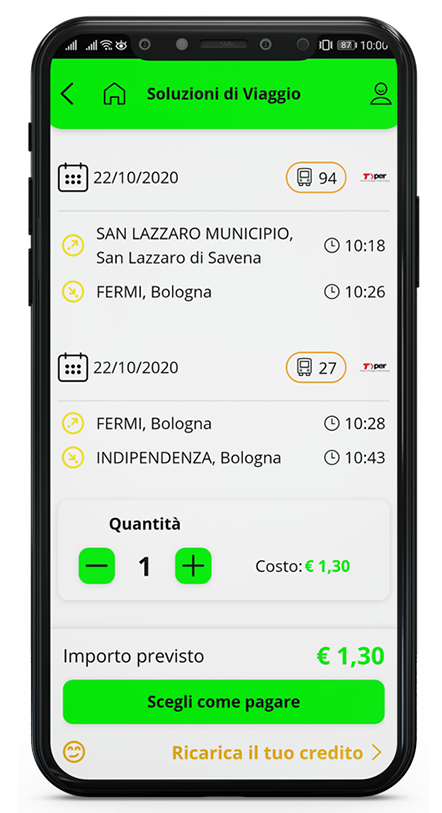 87 10:00
Soluzioni di Viaggio
22/10/2020 94 Tper
SAN LAZZARO MUNICIPIO, 10:18
San Lazzaro di Savena
FERMI, Bologna 10:26
22/10/2020 27 Tper
FERMI, Bologna 10:28
INDIPENDENZA, Bologna 10:43
Quantità
1 Costo: € 1,30
Importo previsto € 1,30
Scegli come pagare
Ricarica il tuo credito